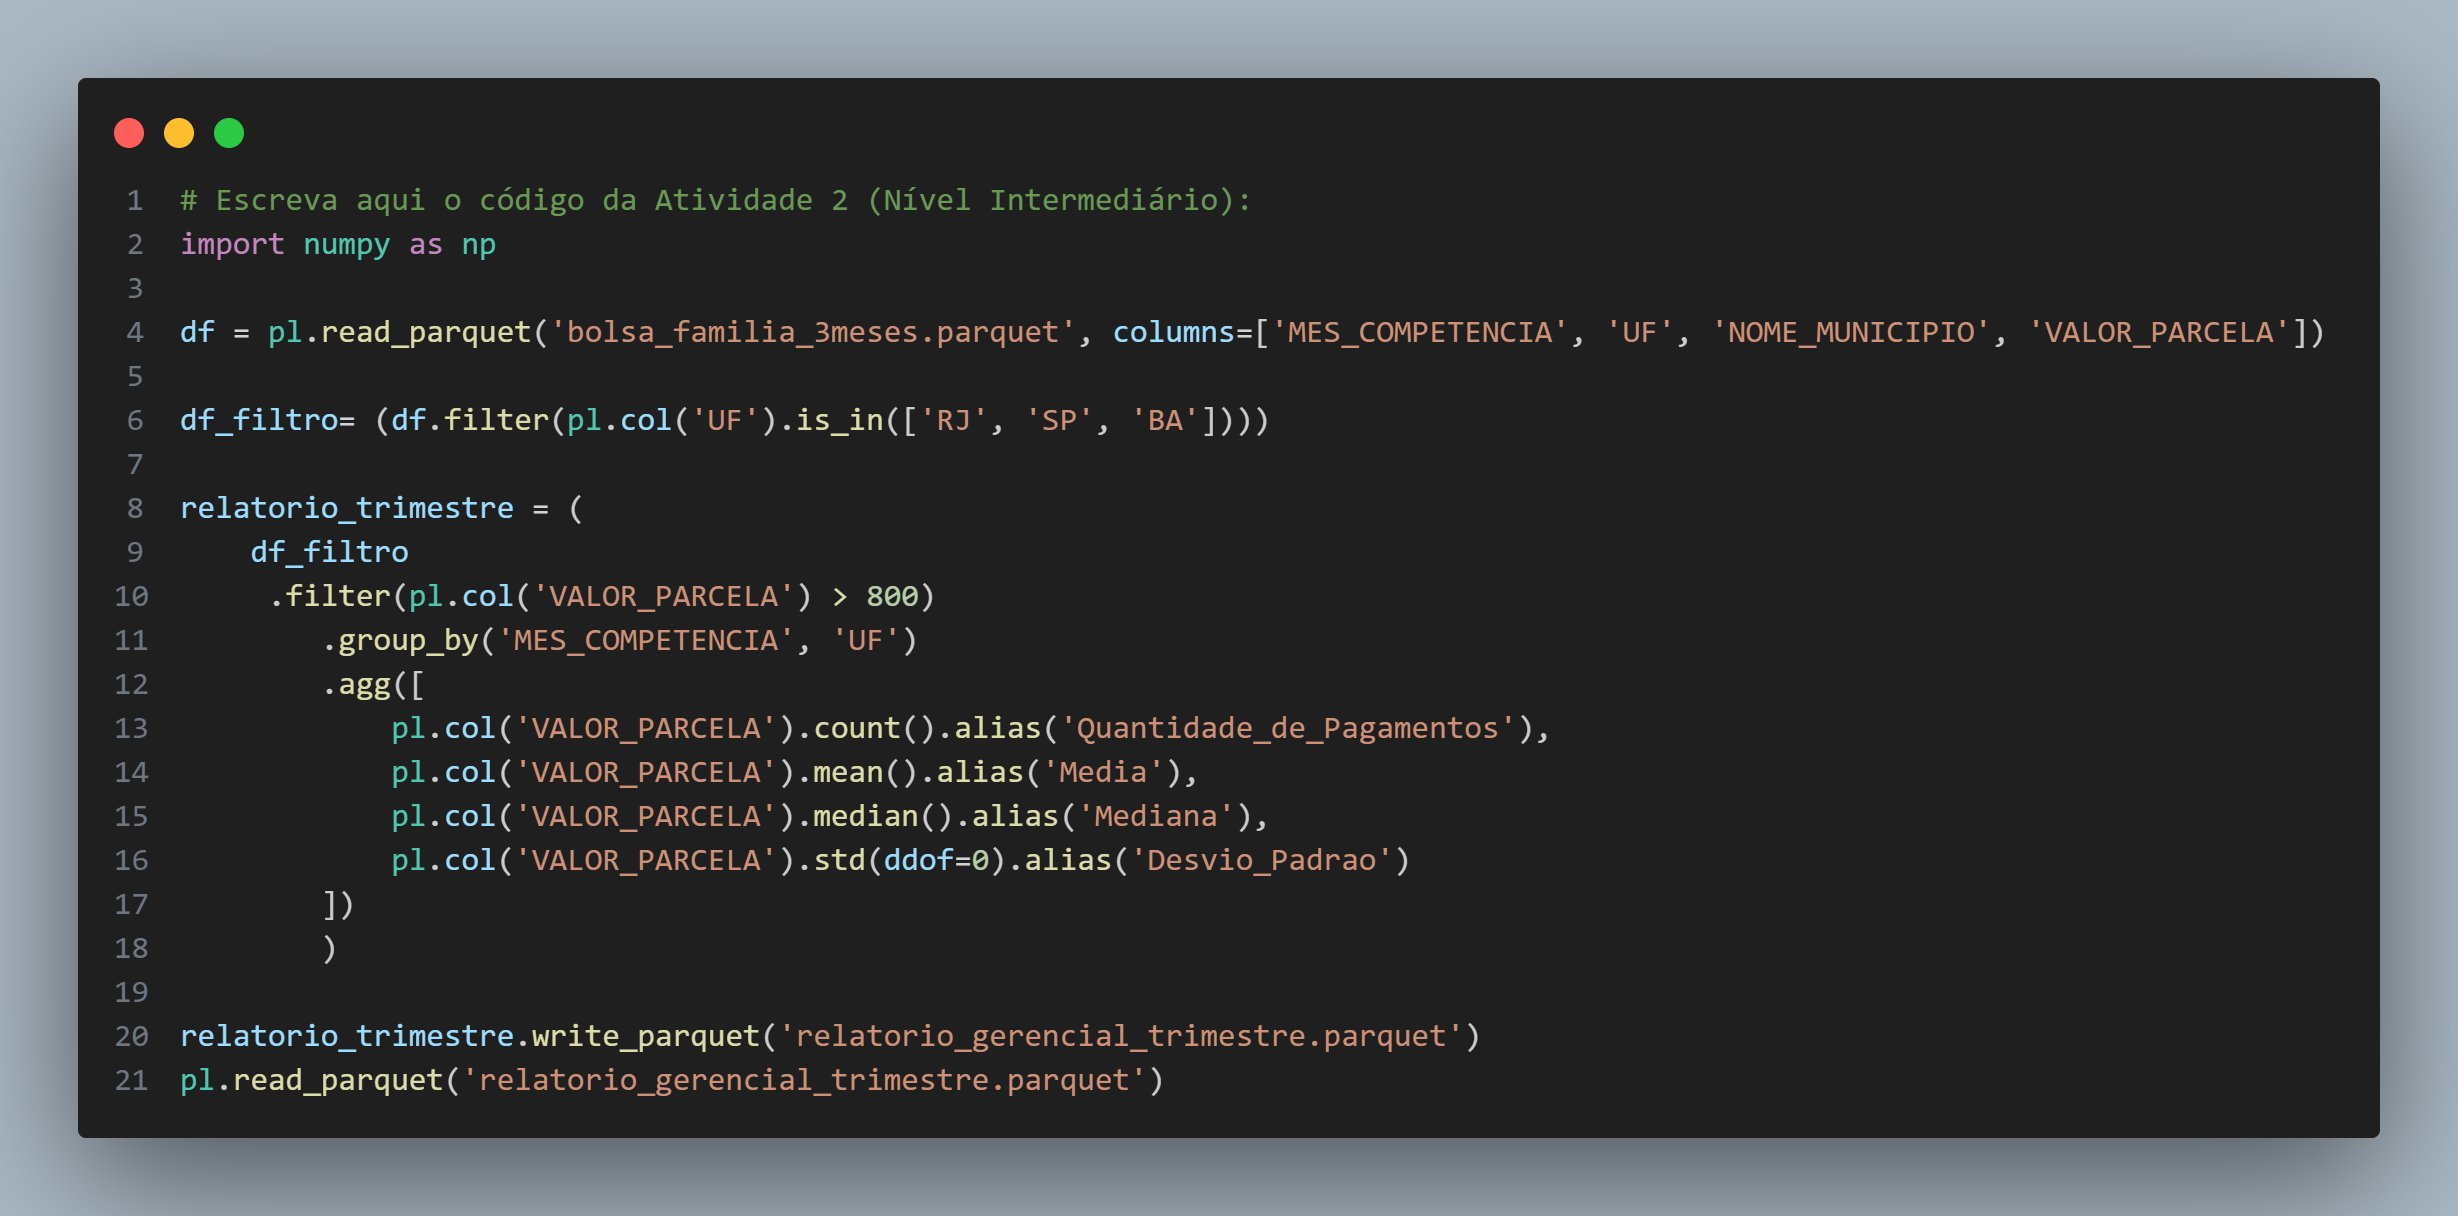 1 # Escreva aqui o código da Atividade 2 (Nível Intermediário):
2 import numpy as np
3
4 df = pl.read_parquet('bolsa_familia_3meses.parquet', columns=['MES_COMPETENCIA', 'UF', 'NOME_MUNICIPIO', 'VALOR_PARCELA'])
5
6 df_filtro= (df.filter(pl.col('UF').is_in(['RJ', 'SP', 'BA'])))
7
8 relatorio_trimestre = (
9     df_filtro
10      .filter(pl.col('VALOR_PARCELA') > 800)
11         .group_by('MES_COMPETENCIA', 'UF')
12         .agg([
13             pl.col('VALOR_PARCELA').count().alias('Quantidade_de_Pagamentos'),
14             pl.col('VALOR_PARCELA').mean().alias('Media'),
15             pl.col('VALOR_PARCELA').median().alias('Mediana'),
16             pl.col('VALOR_PARCELA').std(ddof=0).alias('Desvio_Padrao')
17         ])
18         )
19
20 relatorio_trimestre.write_parquet('relatorio_gerencial_trimestre.parquet')
21 pl.read_parquet('relatorio_gerencial_trimestre.parquet')